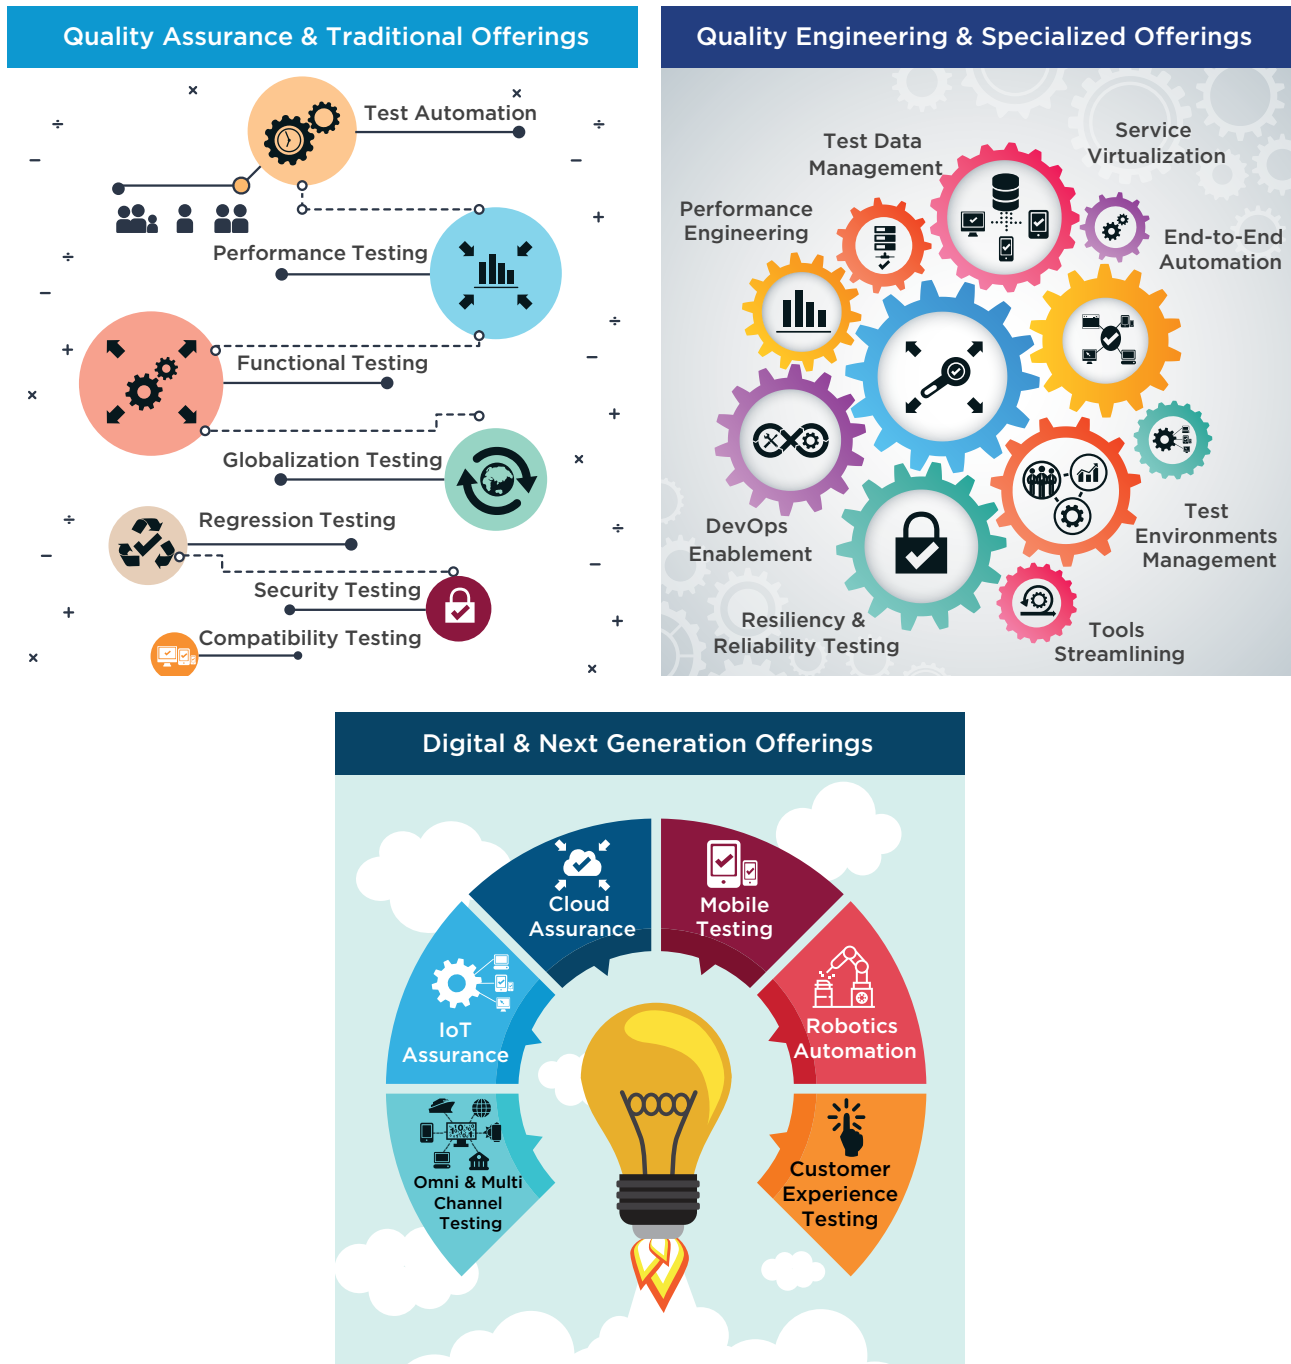 Quality Assurance & Traditional Offerings
Test Automation
Performance Testing
Functional Testing
Globalization Testing
Regression Testing
Security Testing
Compatibility Testing
Quality Engineering & Specialized Offerings
Test Data
Management
Service
Virtualization
Performance
Engineering
End-to-End
Automation
DevOps
Enablement
Test
Environments
Management
Resiliency &
Reliability Testing
Tools
Streamlining
Digital & Next Generation Offerings
Cloud
Assurance
Mobile
Testing
IoT
Assurance
Robotics
Automation
Omni & Multi
Channel
Testing
Customer
Experience
Testing